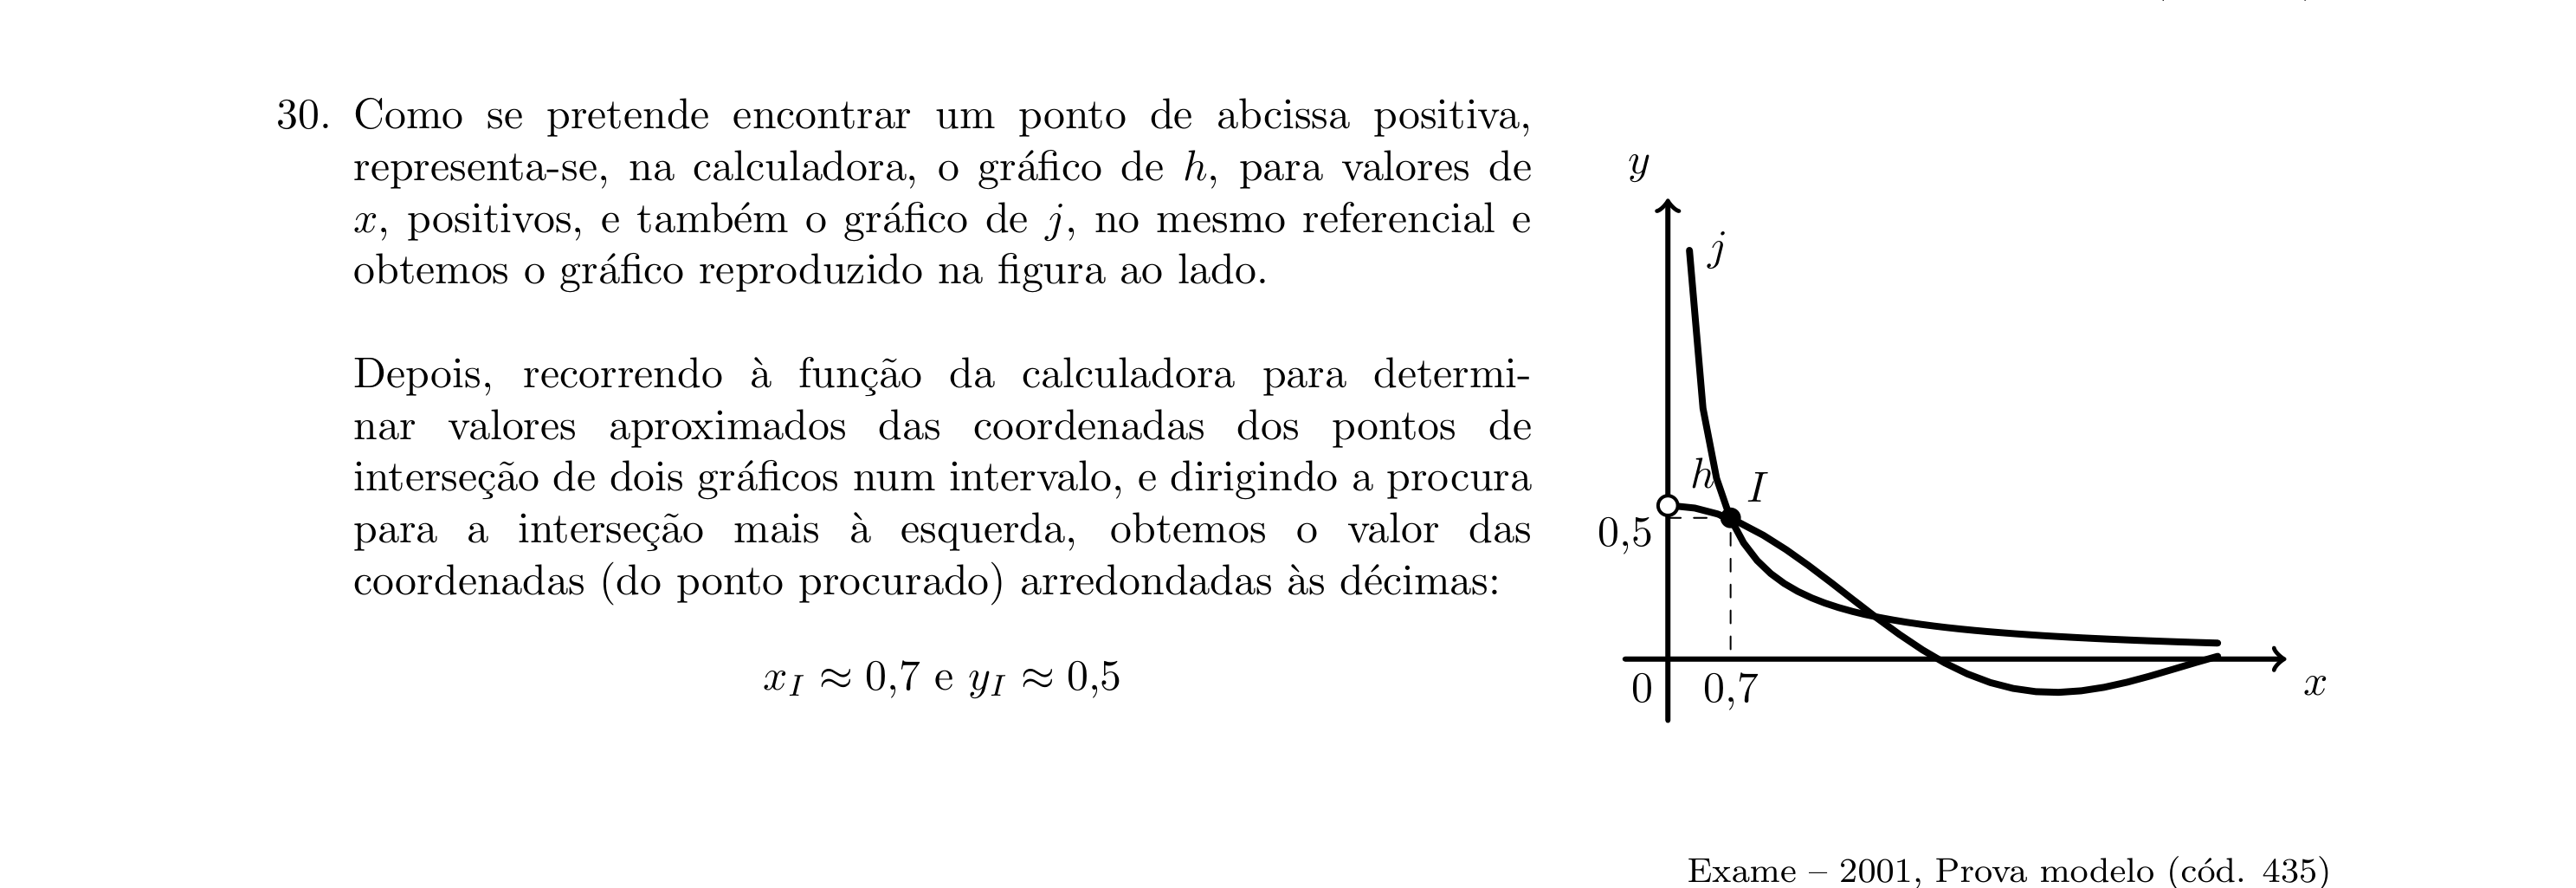 30. Como se pretende encontrar um ponto de abcissa positiva,
representa-se, na calculadora, o gráfico de h, para valores de
x, positivos, e também o gráfico de j, no mesmo referencial e
obtemos o gráfico reproduzido na figura ao lado.
Depois, recorrendo à função da calculadora para determi-
nar valores aproximados das coordenadas dos pontos de
interseção de dois gráficos num intervalo, e dirigindo a procura
para a interseção mais à esquerda, obtemos o valor das
coordenadas (do ponto procurado) arredondadas às décimas:
x_I ≈ 0,7 e y_I ≈ 0,5
y
j
h
I
0,5
0
0,7
x
Exame – 2001, Prova modelo (cód. 435)